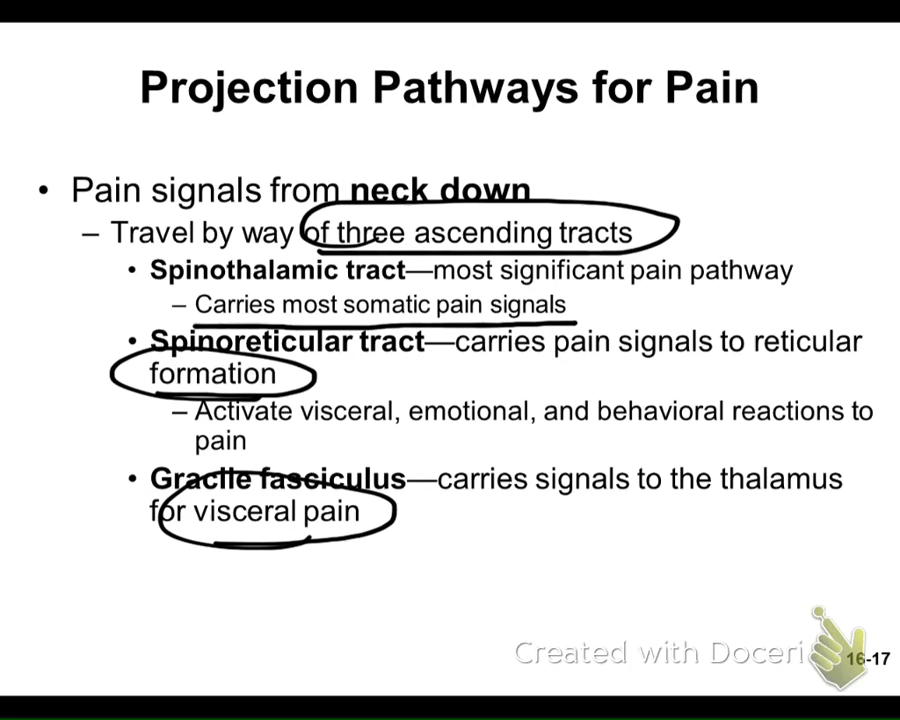 Projection Pathways for Pain
• Pain signals from neck down
– Travel by way of three ascending tracts
• Spinothalamic tract—most significant pain pathway
– Carries most somatic pain signals
• Spinoreticular tract—carries pain signals to reticular
formation
– Activate visceral, emotional, and behavioral reactions to
pain
• Gracile fasciculus—carries signals to the thalamus
for visceral pain
Created with Doceri
16-17